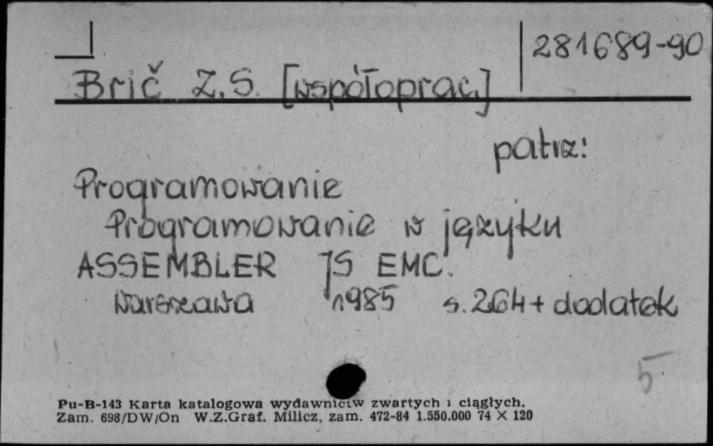 281689-90
Brič Z.S. [współoprac.]
patrz:
Programowanie
Programowanie w języku
ASSEMBLER JS EMC.
Warszawa 1985 s. 264 + dodatek
5
Pu-B-143 Karta katalogowa wydawnictw zwartych i ciągłych.
Zam. 698/DW/On W.Z.Graf. Milicz, zam. 472-84 1.550.000 74 X 120